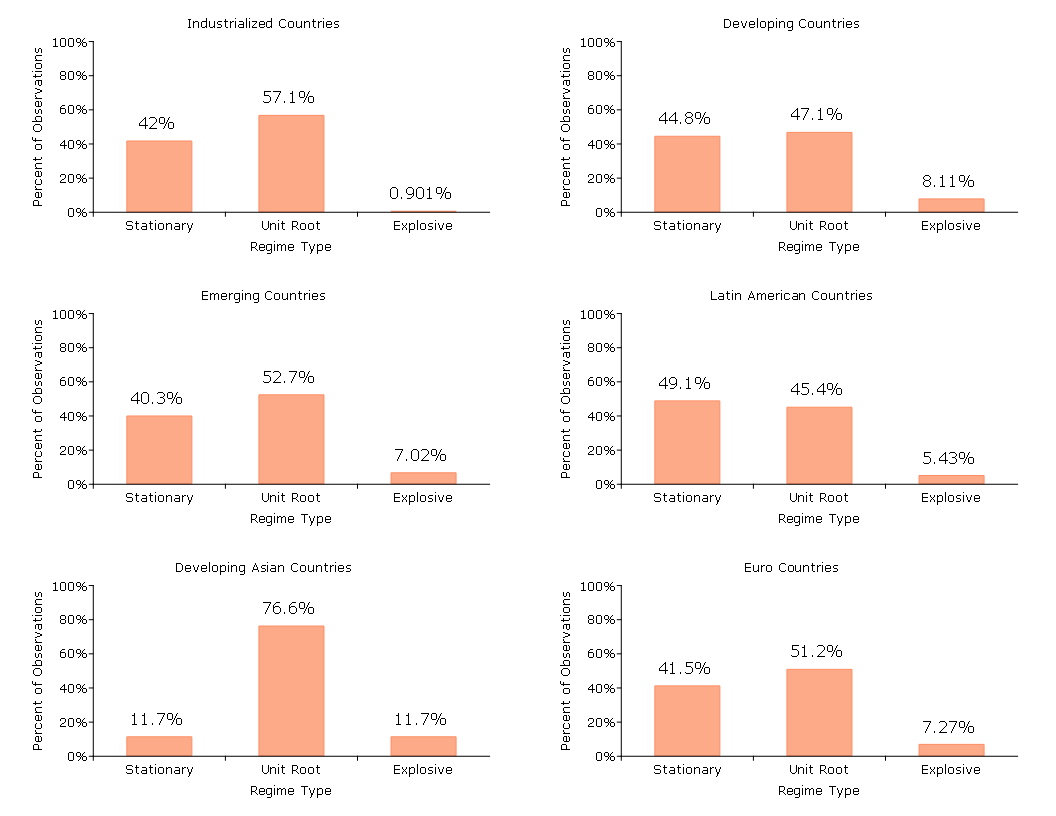 Industrialized Countries
100%
80%
60%
40%
20%
0%
Percent of Observations
42%
57.1%
0.901%
Stationary Unit Root Explosive
Regime Type
Developing Countries
100%
80%
60%
40%
20%
0%
Percent of Observations
44.8%
47.1%
8.11%
Stationary Unit Root Explosive
Regime Type
Emerging Countries
100%
80%
60%
40%
20%
0%
Percent of Observations
40.3%
52.7%
7.02%
Stationary Unit Root Explosive
Regime Type
Latin American Countries
100%
80%
60%
40%
20%
0%
Percent of Observations
49.1%
45.4%
5.43%
Stationary Unit Root Explosive
Regime Type
Developing Asian Countries
100%
80%
60%
40%
20%
0%
Percent of Observations
11.7%
76.6%
11.7%
Stationary Unit Root Explosive
Regime Type
Euro Countries
100%
80%
60%
40%
20%
0%
Percent of Observations
41.5%
51.2%
7.27%
Stationary Unit Root Explosive
Regime Type